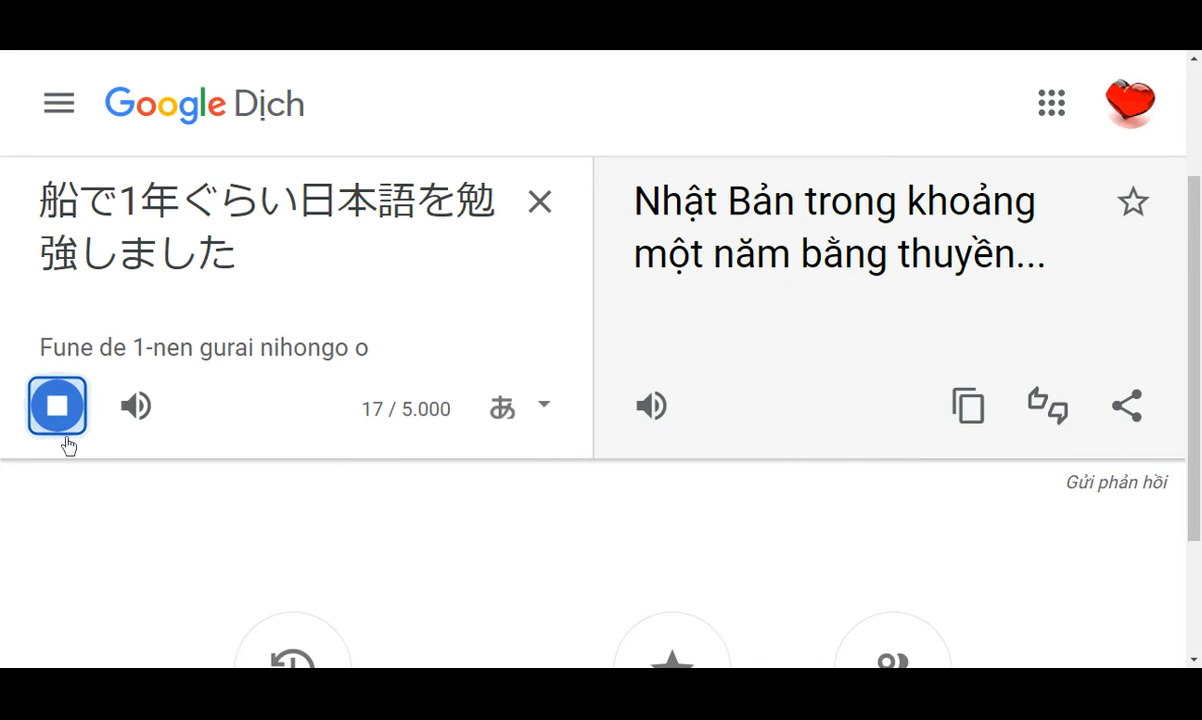 Google Dịch
船で1年ぐらい日本語を勉
強しました
Nhật Bản trong khoảng
một năm bằng thuyền...
Fune de 1-nen gurai nihongo o
17 / 5.000
あ
Gửi phản hồi